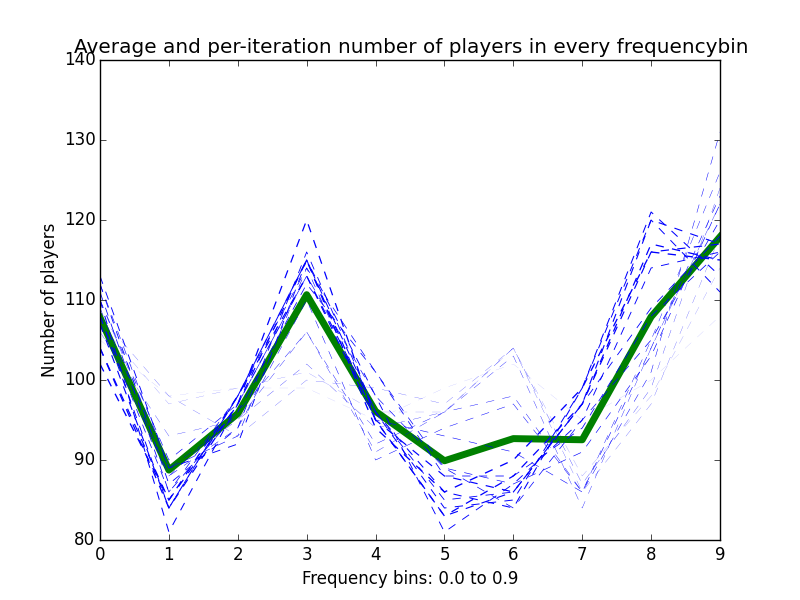 Average and per-iteration number of players in every frequencybin
140
130
120
110
100
90
80
Number of players
0 1 2 3 4 5 6 7 8 9
Frequency bins: 0.0 to 0.9